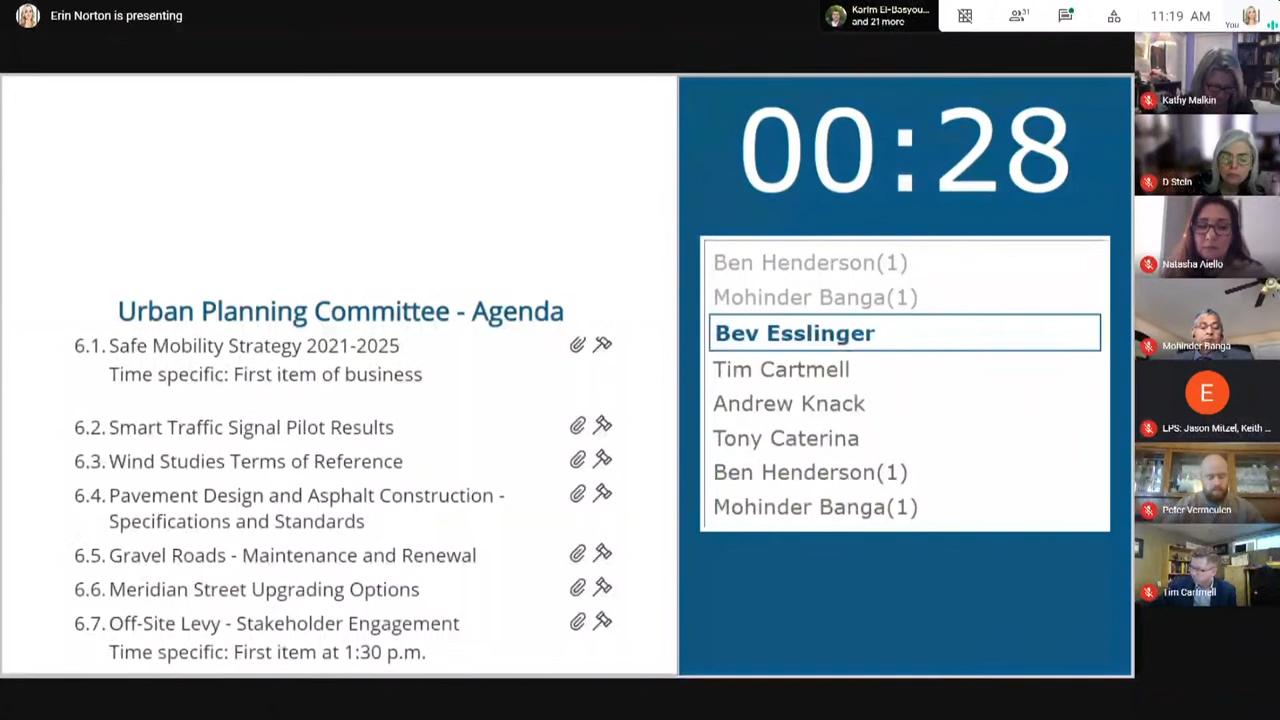 Erin Norton is presenting
Karim El-Basyou...
and 21 more
31
11:19 AM
You
00:28
Ben Henderson(1)
Mohinder Banga(1)
Bev Esslinger
Tim Cartmell
Andrew Knack
Tony Caterina
Ben Henderson(1)
Mohinder Banga(1)
Urban Planning Committee - Agenda
6.1. Safe Mobility Strategy 2021-2025
Time specific: First item of business
6.2. Smart Traffic Signal Pilot Results
6.3. Wind Studies Terms of Reference
6.4. Pavement Design and Asphalt Construction -
Specifications and Standards
6.5. Gravel Roads - Maintenance and Renewal
6.6. Meridian Street Upgrading Options
6.7. Off-Site Levy - Stakeholder Engagement
Time specific: First item at 1:30 p.m.
Kathy Malkin
D Stein
Natasha Aiello
Mohinder Banga
E
LPS: Jason Mitzel, Keith ...
Peter Vermeulen
Tim Cartmell